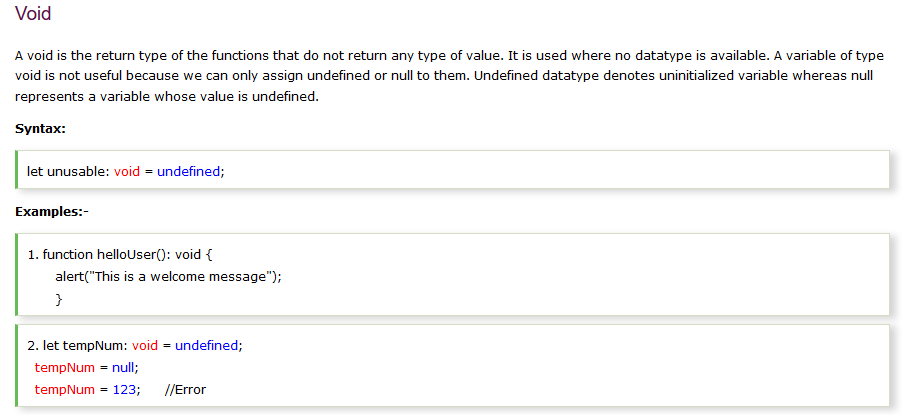 Void
A void is the return type of the functions that do not return any type of value. It is used where no datatype is available. A variable of type
void is not useful because we can only assign undefined or null to them. Undefined datatype denotes uninitialized variable whereas null
represents a variable whose value is undefined.
Syntax:
let unusable: void = undefined;
Examples:-
1. function helloUser(): void {
alert("This is a welcome message");
}
2. let tempNum: void = undefined;
tempNum = null;
tempNum = 123; //Error